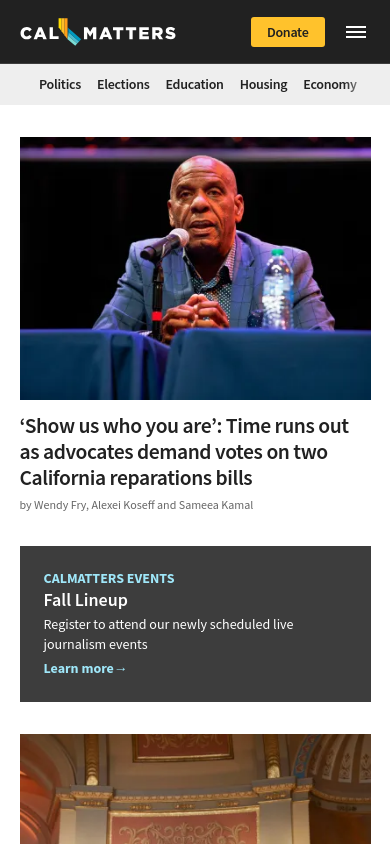 CAL MATTERS
Donate
Politics Elections Education Housing Economy
‘Show us who you are’: Time runs out
as advocates demand votes on two
California reparations bills
by Wendy Fry, Alexei Koseff and Sameea Kamal
CALMATTERS EVENTS
Fall Lineup
Register to attend our newly scheduled live
journalism events
Learn more→